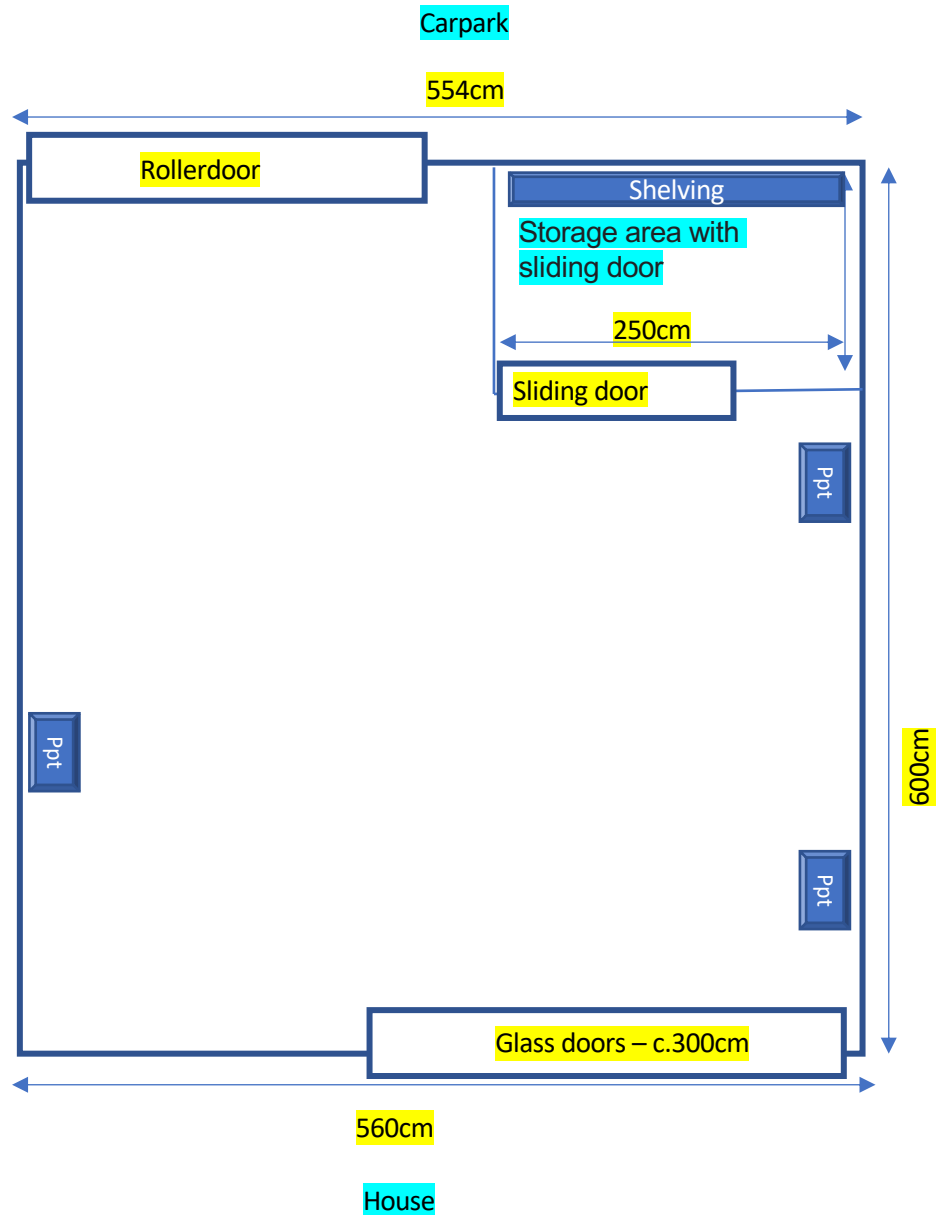 Carpark
554cm
Rollerdoor
Shelving
Storage area with
sliding door
250cm
Sliding door
Ppt
Ppt
600cm
Ppt
Glass doors – c.300cm
560cm
House